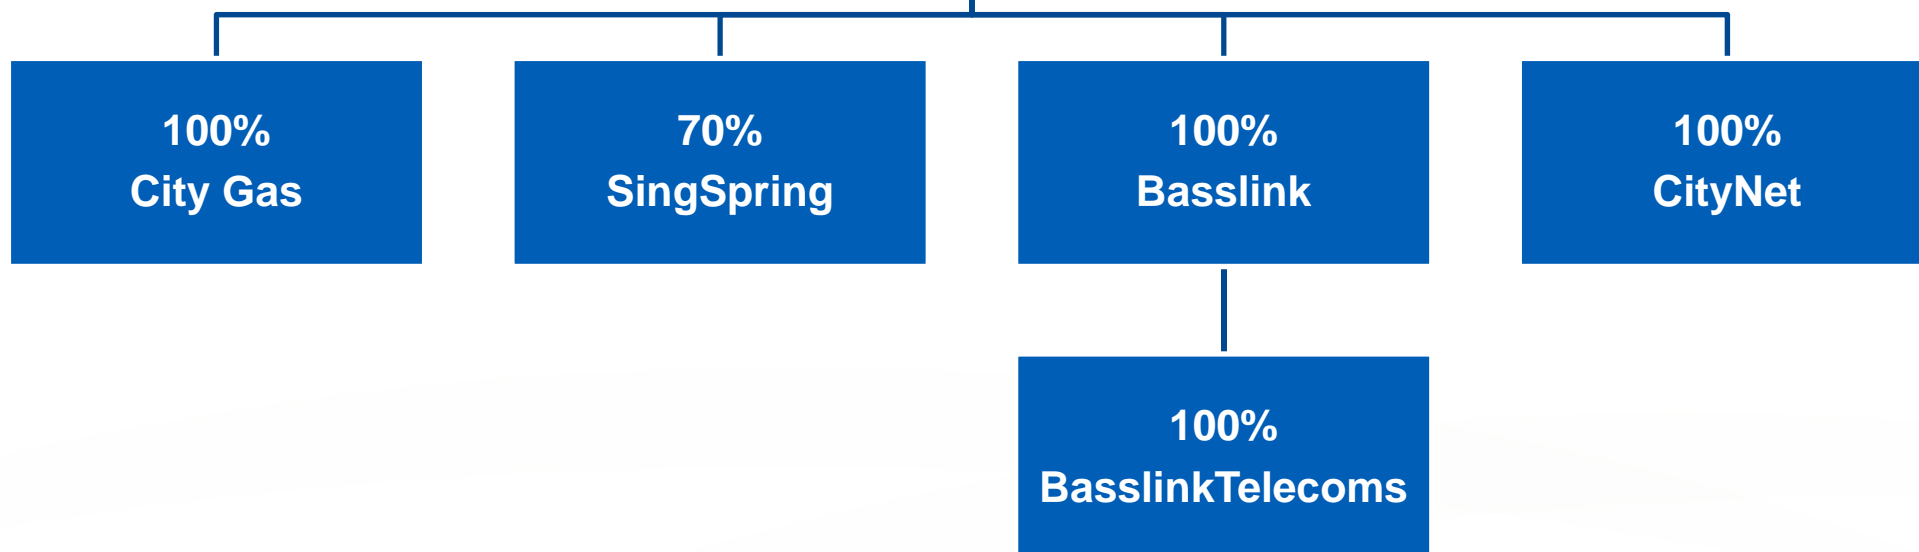 100%
City Gas
70%
SingSpring
100%
Basslink
100%
CityNet
100%
BasslinkTelecoms